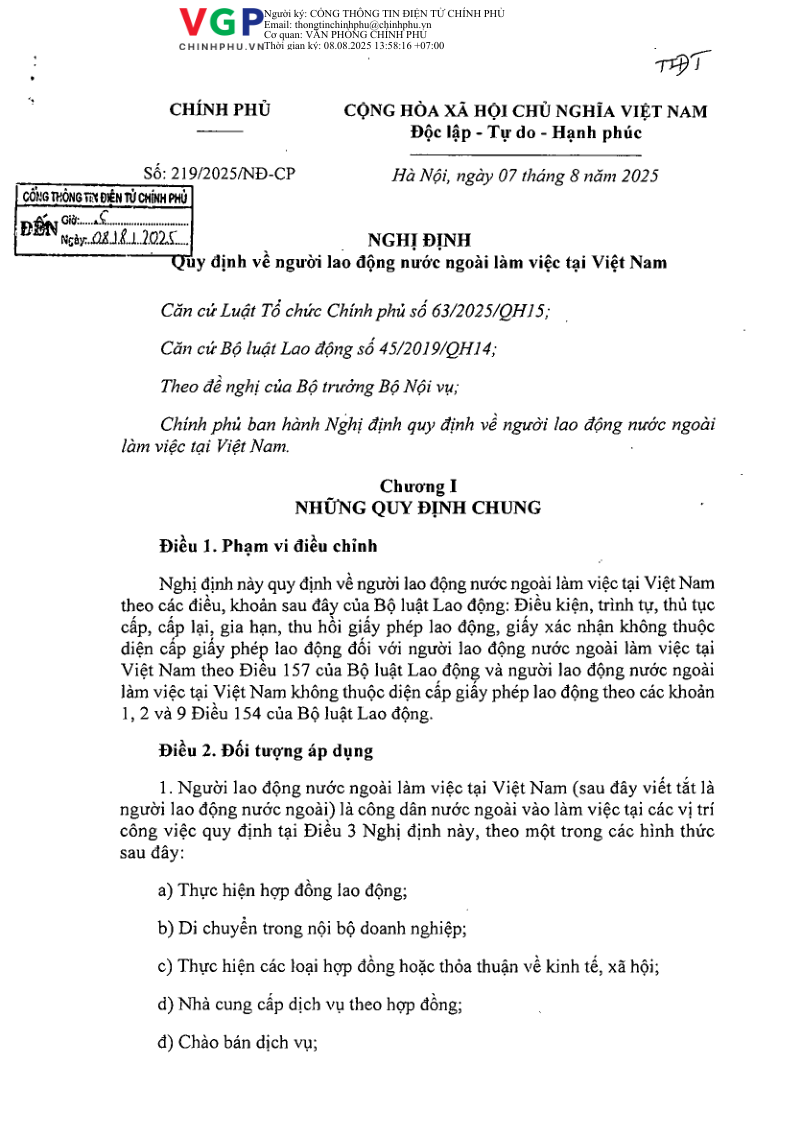 VGP
CHINHPHU.VN
Người ký: CỔNG THÔNG TIN ĐIỆN TỬ CHÍNH PHỦ
Email: thongtinchinhphu@chinhphu.vn
Cơ quan: VĂN PHÒNG CHÍNH PHỦ
Thời gian ký: 08.08.2025 13:58:16 +07:00
TTĐT
CHÍNH PHỦ
CỘNG HÒA XÃ HỘI CHỦ NGHĨA VIỆT NAM
Độc lập - Tự do - Hạnh phúc
Số: 219/2025/NĐ-CP
Hà Nội, ngày 07 tháng 8 năm 2025
CỔNG THÔNG TIN ĐIỆN TỬ CHÍNH PHỦ
ĐẾN
Giờ:
Ngày: 08/8/2025
NGHỊ ĐỊNH
Quy định về người lao động nước ngoài làm việc tại Việt Nam
Căn cứ Luật Tổ chức Chính phủ số 63/2025/QH15;
Căn cứ Bộ luật Lao động số 45/2019/QH14;
Theo đề nghị của Bộ trưởng Bộ Nội vụ;
Chính phủ ban hành Nghị định quy định về người lao động nước ngoài
làm việc tại Việt Nam.
Chương I
NHỮNG QUY ĐỊNH CHUNG
Điều 1. Phạm vi điều chỉnh
Nghị định này quy định về người lao động nước ngoài làm việc tại Việt Nam
theo các điều, khoản sau đây của Bộ luật Lao động: Điều kiện, trình tự, thủ tục
cấp, cấp lại, gia hạn, thu hồi giấy phép lao động, giấy xác nhận không thuộc
diện cấp giấy phép lao động đối với người lao động nước ngoài làm việc tại
Việt Nam theo Điều 157 của Bộ luật Lao động và người lao động nước ngoài
làm việc tại Việt Nam không thuộc diện cấp giấy phép lao động theo các khoản
1, 2 và 9 Điều 154 của Bộ luật Lao động.
Điều 2. Đối tượng áp dụng
1. Người lao động nước ngoài làm việc tại Việt Nam (sau đây viết tắt là
người lao động nước ngoài) là công dân nước ngoài vào làm việc tại các vị trí
công việc quy định tại Điều 3 Nghị định này, theo một trong các hình thức
sau đây:
a) Thực hiện hợp đồng lao động;
b) Di chuyển trong nội bộ doanh nghiệp;
c) Thực hiện các loại hợp đồng hoặc thỏa thuận về kinh tế, xã hội;
d) Nhà cung cấp dịch vụ theo hợp đồng;
đ) Chào bán dịch vụ;